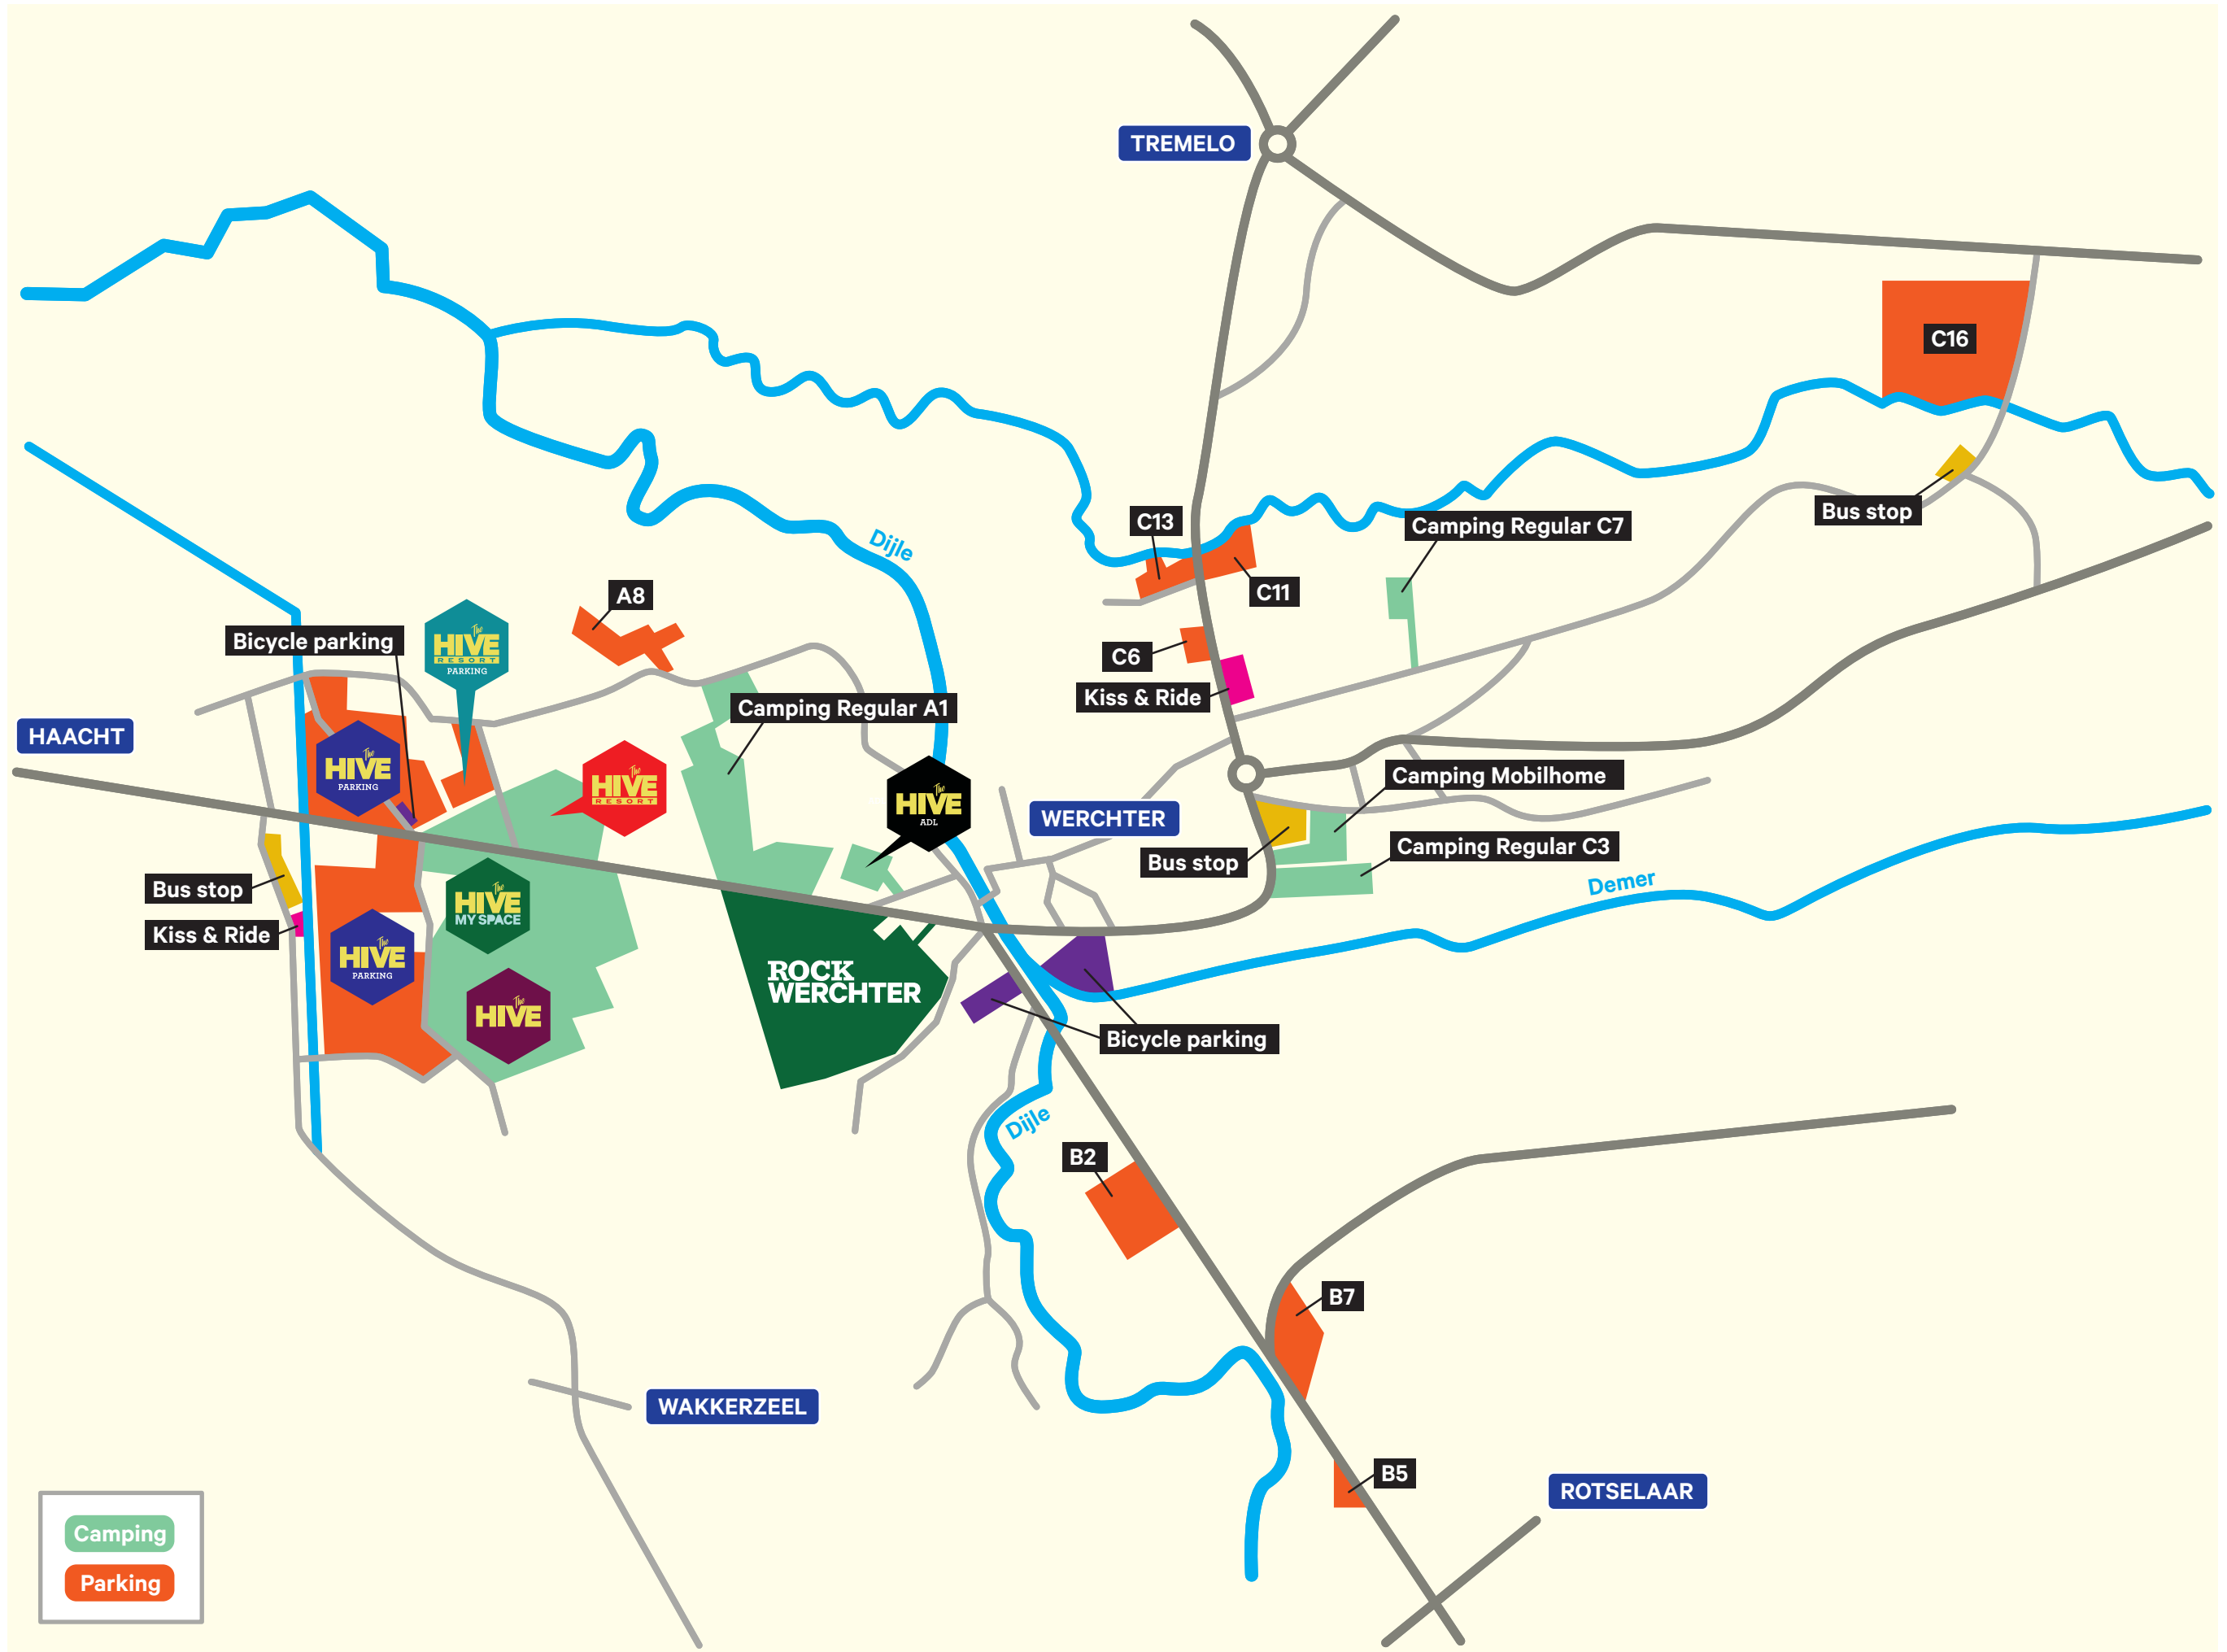 TREMELO
C16
Bus stop
C13
Camping Regular C7
Dijle
C11
A8
Bicycle parking
The
HIVE
RESORT
PARKING
C6
Kiss & Ride
Camping Regular A1
HAACHT
The
HIVE
PARKING
The
HIVE
RESORT
The
HIVE
ADL
WERCHTER
Camping Mobilhome
Bus stop
Camping Regular C3
Demer
Bus stop
Kiss & Ride
The
HIVE
MY SPACE
The
HIVE
PARKING
The
HIVE
ROCK
WERCHTER
Bicycle parking
Dijle
B2
B7
WAKKERZEEL
B5
ROTSELAAR
Camping
Parking